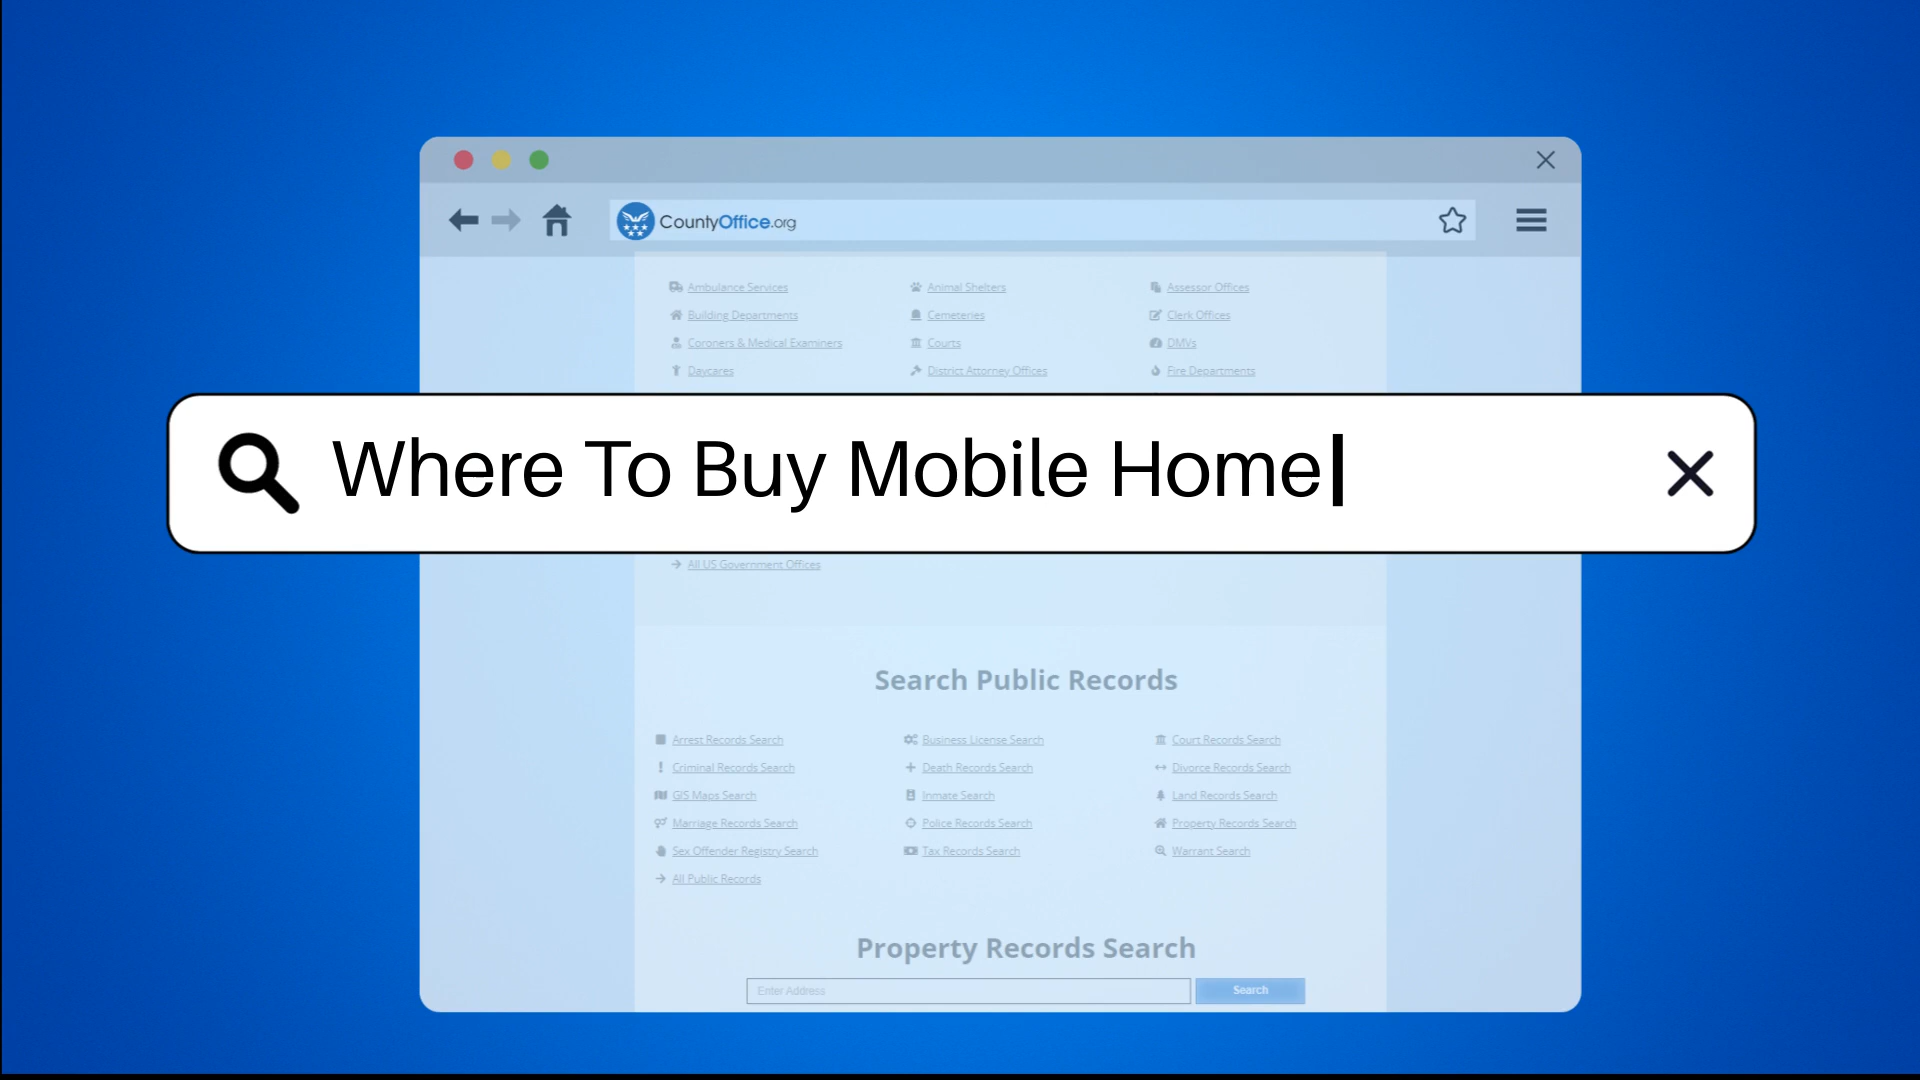 CountyOffice.org
Ambulance Services Animal Shelters Assessor Offices
Building Departments Cemeteries Clerk Offices
Coroners & Medical Examiners Courts DMVs
Daycares District Attorney Offices Fire Departments
Where To Buy Mobile Home
All US Government Offices
Search Public Records
Arrest Records Search Business License Search Court Records Search
Criminal Records Search Death Records Search Divorce Records Search
GIS Maps Search Inmate Search Land Records Search
Marriage Records Search Police Records Search Property Records Search
Sex Offender Registry Search Tax Records Search Warrant Search
All Public Records
Property Records Search
Enter Address Search